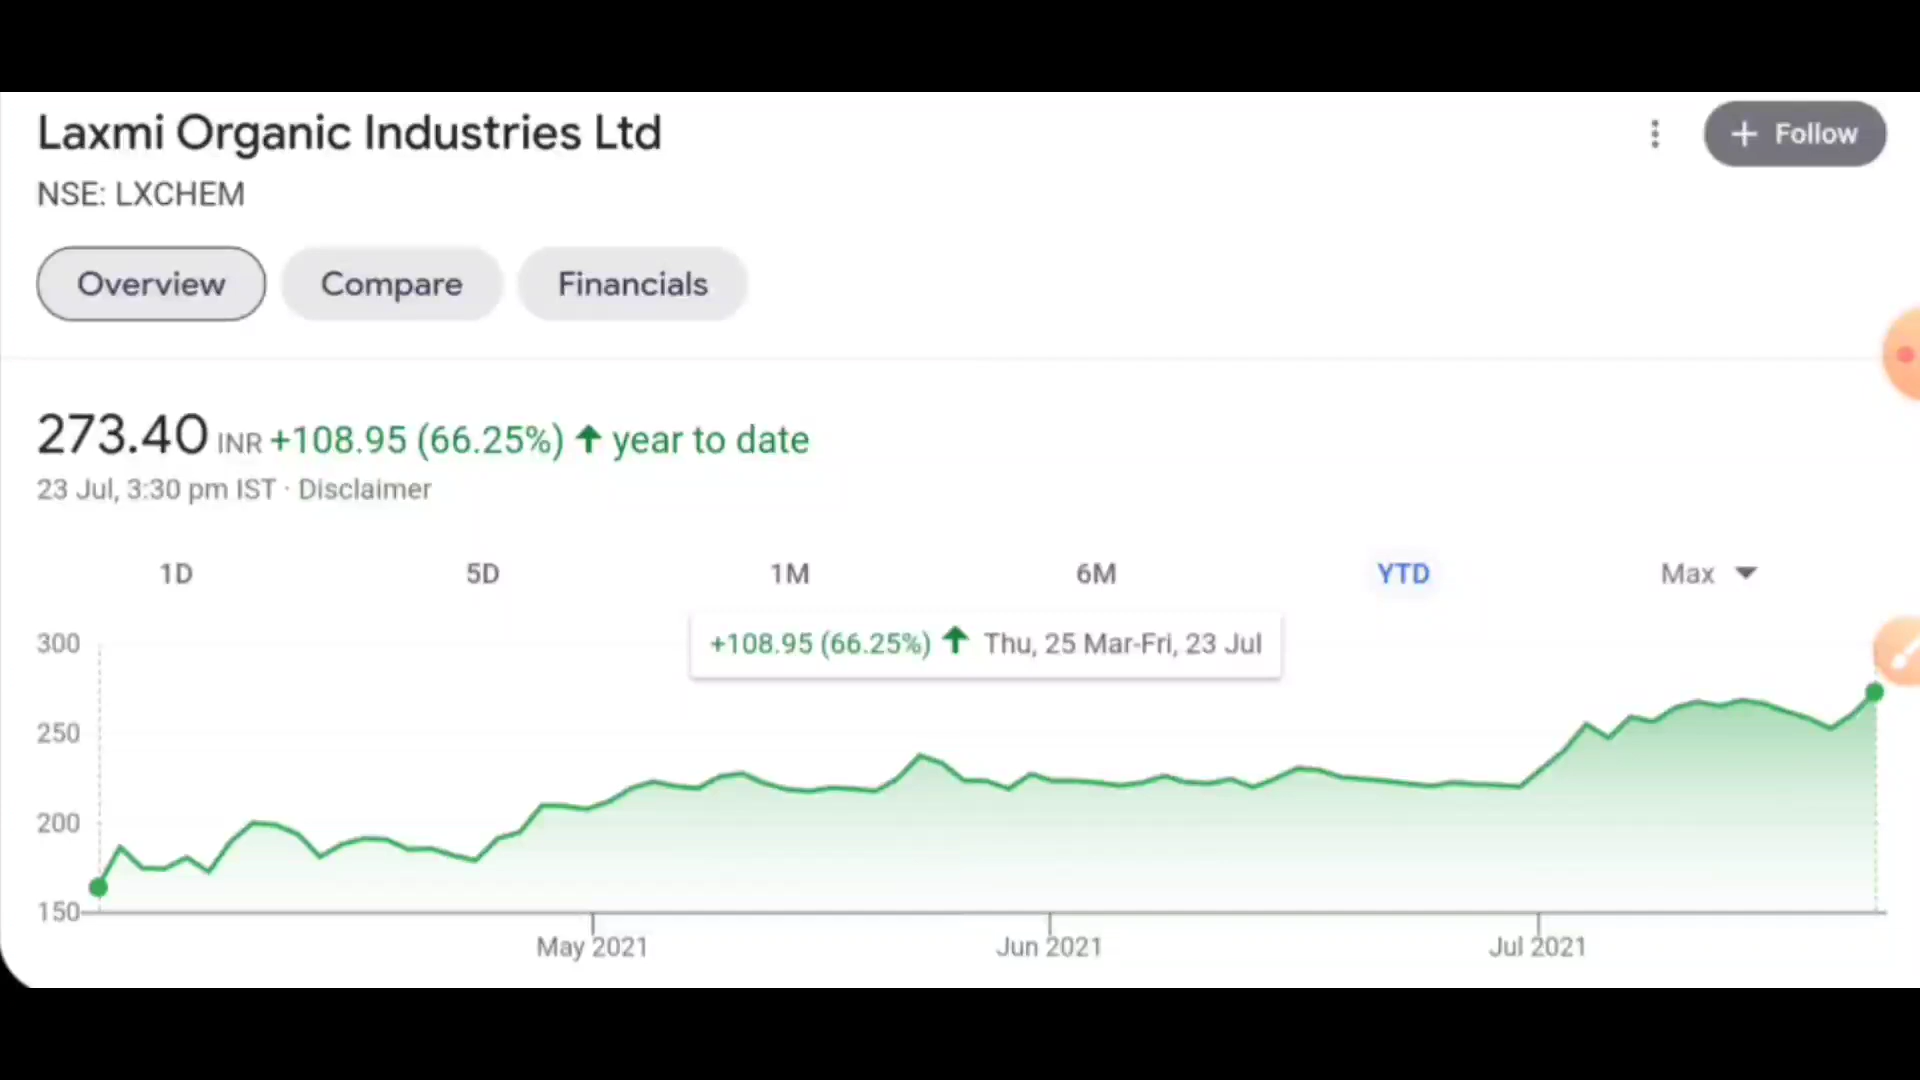 Laxmi Organic Industries Ltd
+ Follow
NSE: LXCHEM
Overview
Compare
Financials
273.40 INR +108.95 (66.25%) ↑ year to date
23 Jul, 3:30 pm IST · Disclaimer
1D 5D 1M 6M YTD Max
+108.95 (66.25%) ↑ Thu, 25 Mar-Fri, 23 Jul
300
250
200
150
May 2021 Jun 2021 Jul 2021